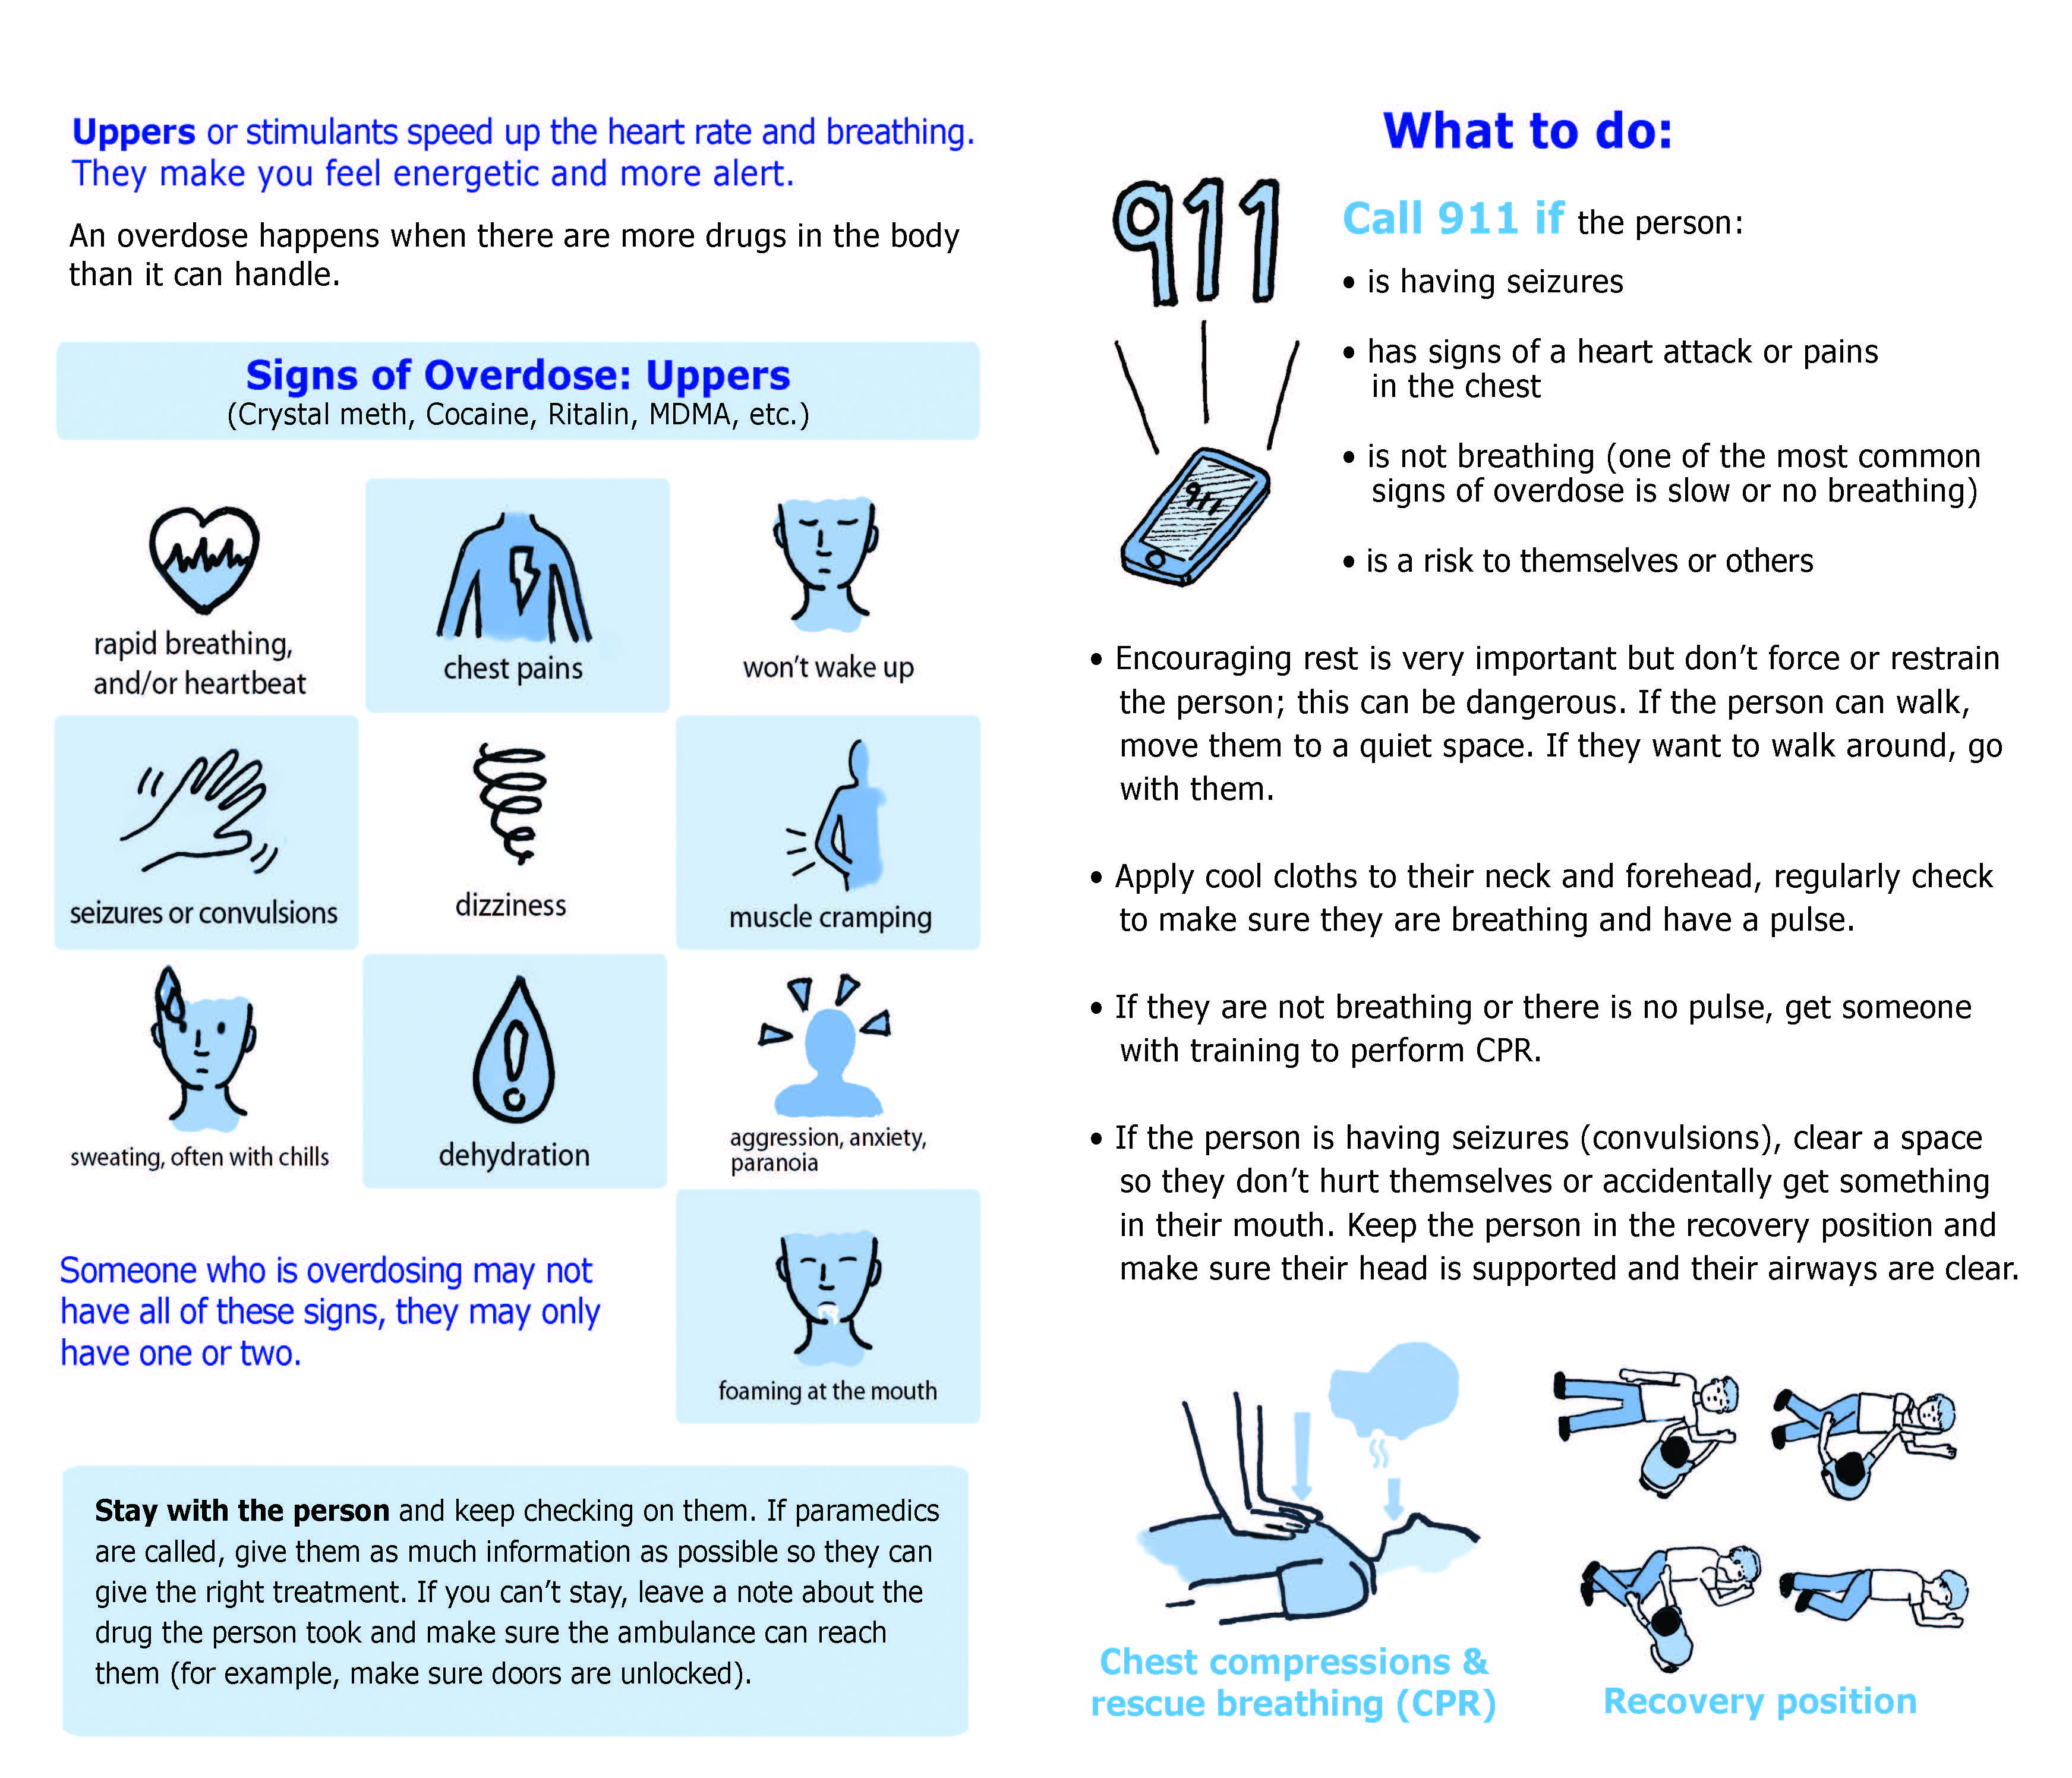 Uppers or stimulants speed up the heart rate and breathing.
They make you feel energetic and more alert.
An overdose happens when there are more drugs in the body
than it can handle.
Signs of Overdose: Uppers
(Crystal meth, Cocaine, Ritalin, MDMA, etc.)
rapid breathing,
and/or heartbeat
chest pains
won't wake up
seizures or convulsions
dizziness
muscle cramping
sweating, often with chills
dehydration
aggression, anxiety,
paranoia
Someone who is overdosing may not
have all of these signs, they may only
have one or two.
foaming at the mouth
Stay with the person and keep checking on them. If paramedics
are called, give them as much information as possible so they can
give the right treatment. If you can't stay, leave a note about the
drug the person took and make sure the ambulance can reach
them (for example, make sure doors are unlocked).
What to do:
911
911
Call 911 if the person:
• is having seizures
• has signs of a heart attack or pains
in the chest
• is not breathing (one of the most common
signs of overdose is slow or no breathing)
• is a risk to themselves or others
• Encouraging rest is very important but don't force or restrain
the person; this can be dangerous. If the person can walk,
move them to a quiet space. If they want to walk around, go
with them.
• Apply cool cloths to their neck and forehead, regularly check
to make sure they are breathing and have a pulse.
• If they are not breathing or there is no pulse, get someone
with training to perform CPR.
• If the person is having seizures (convulsions), clear a space
so they don't hurt themselves or accidentally get something
in their mouth. Keep the person in the recovery position and
make sure their head is supported and their airways are clear.
Chest compressions &
rescue breathing (CPR)
Recovery position